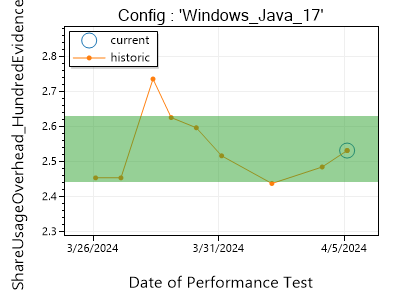 Config : 'Windows_Java_17'
current
historic
ShareUsageOverhead_HundredEvidence
2.8
2.7
2.6
2.5
2.4
2.3
3/26/2024
3/31/2024
4/5/2024
Date of Performance Test